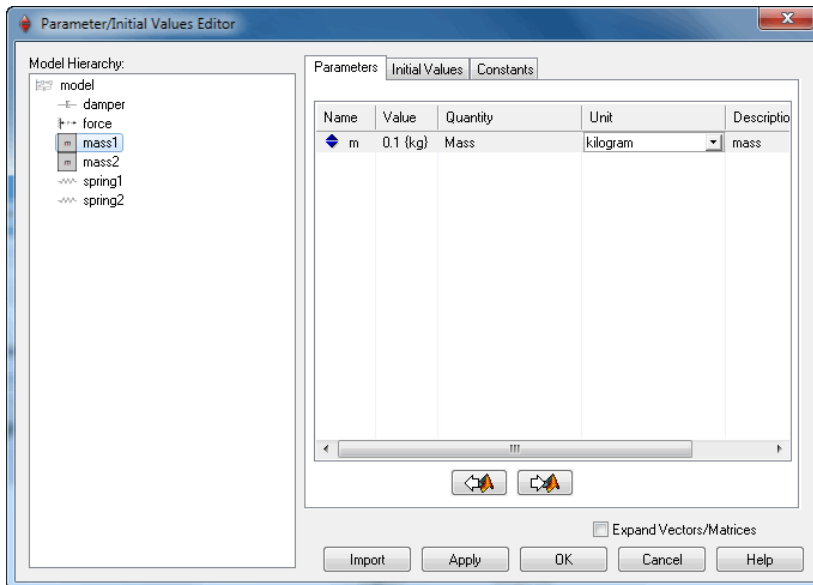 Parameter/Initial Values Editor
Model Hierarchy:
model
damper
force
m mass1
m mass2
spring1
spring2
Parameters Initial Values Constants
Name Value Quantity Unit Descriptio
m 0.1 {kg} Mass kilogram mass
Expand Vectors/Matrices
Import Apply OK Cancel Help